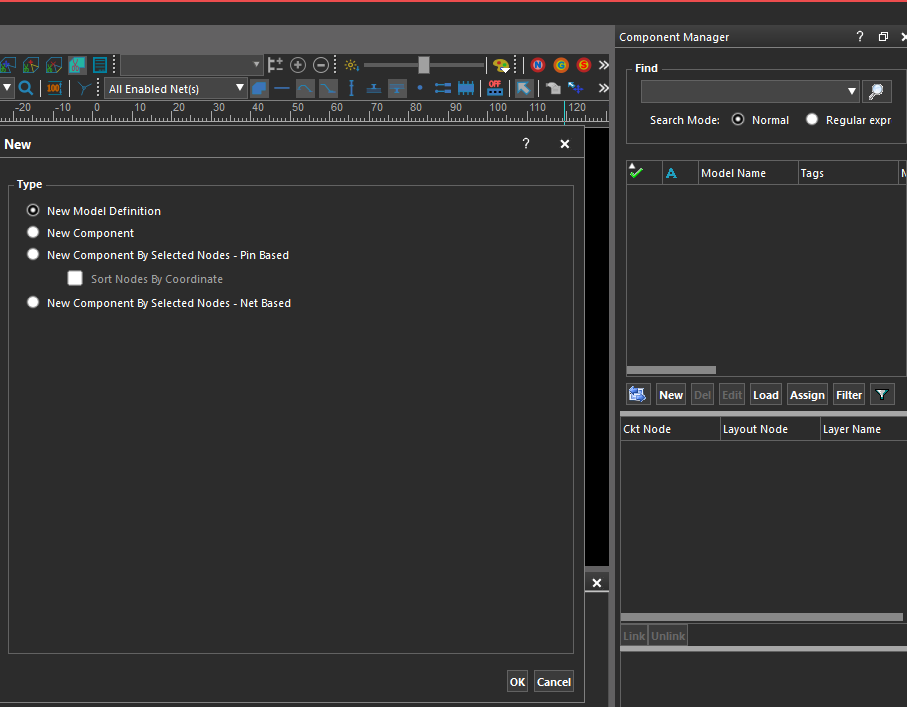 Component Manager
?
Find
Search Mode: Normal Regular expr
100
All Enabled Net(s)
OFF
N G S
-20 -10 0 10 20 30 40 50 60 70 80 90 100 110 120
New
?
Type
New Model Definition
New Component
New Component By Selected Nodes - Pin Based
Sort Nodes By Coordinate
New Component By Selected Nodes - Net Based
OK Cancel
A Model Name Tags
New Del Edit Load Assign Filter
Ckt Node Layout Node Layer Name
Link Unlink